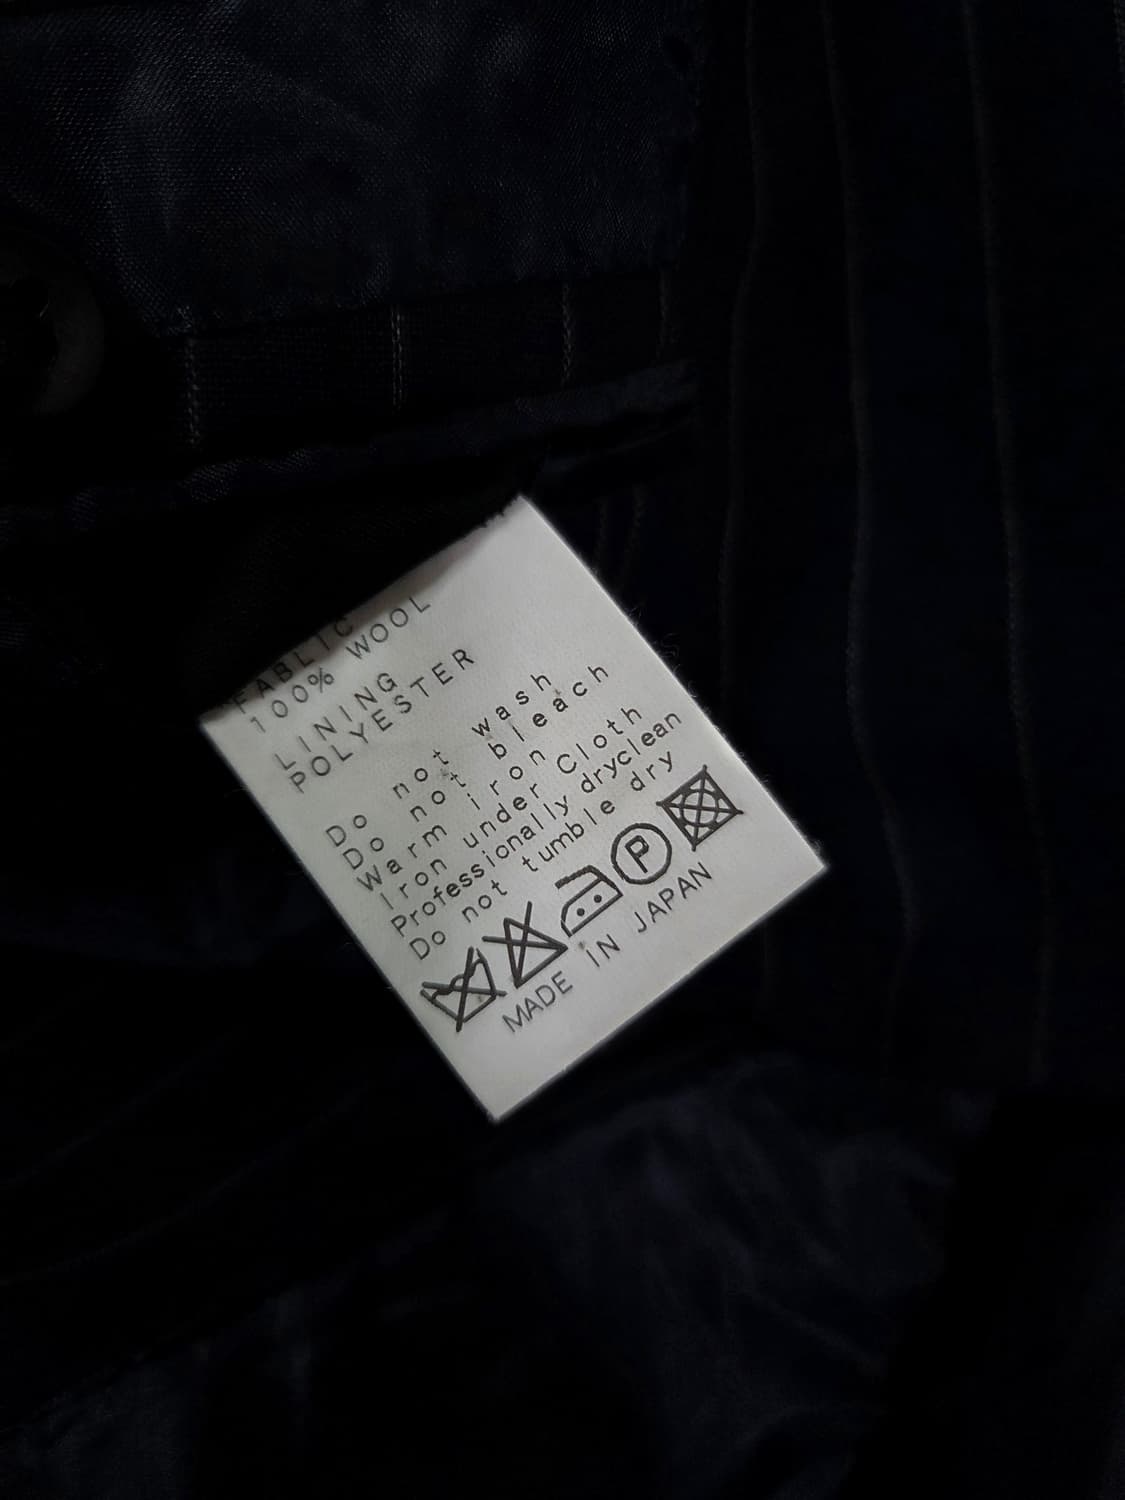 FABLIC
100% WOOL
LINING
POLYESTER
Do not wash
Do not bleach
Warm iron
Iron under Cloth
Professionally dryclean
Do not tumble dry
P
MADE IN JAPAN